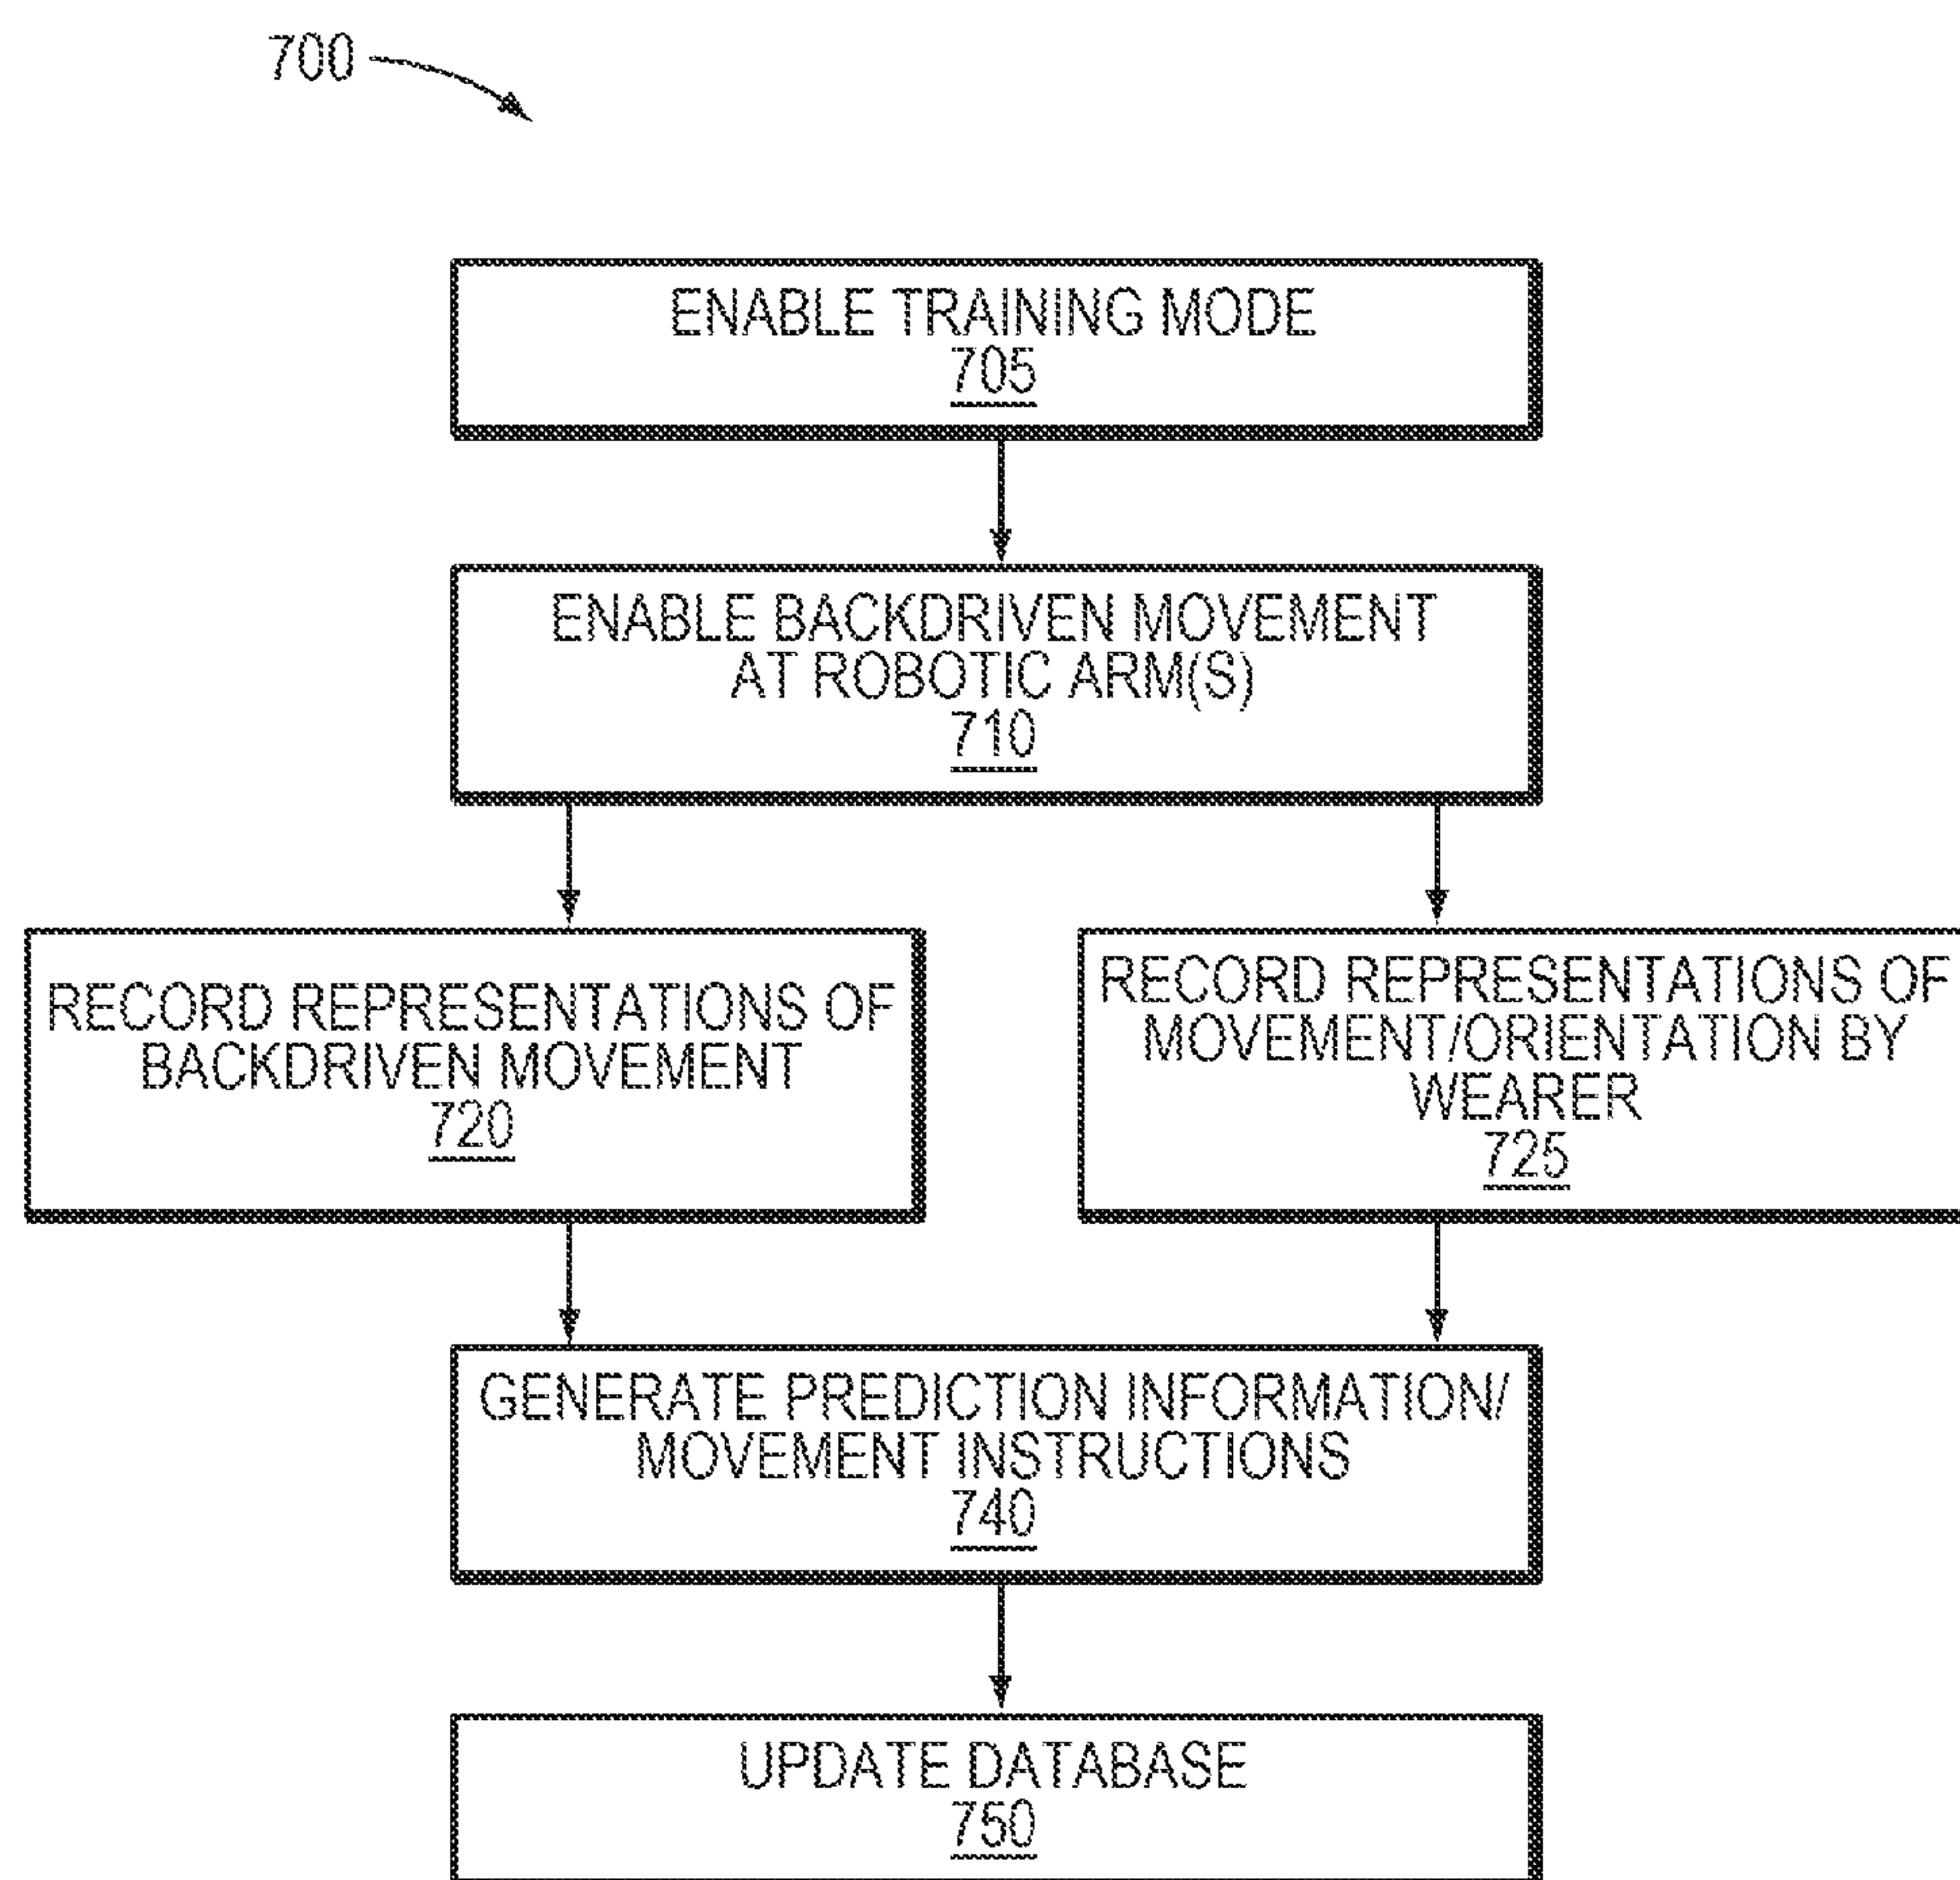 700
ENABLE TRAINING MODE
705
ENABLE BACKDRIVEN MOVEMENT
AT ROBOTIC ARM(S)
710
RECORD REPRESENTATIONS OF
BACKDRIVEN MOVEMENT
720
RECORD REPRESENTATIONS OF
MOVEMENT/ORIENTATION BY
WEARER
725
GENERATE PREDICTION INFORMATION/
MOVEMENT INSTRUCTIONS
740
UPDATE DATABASE
750